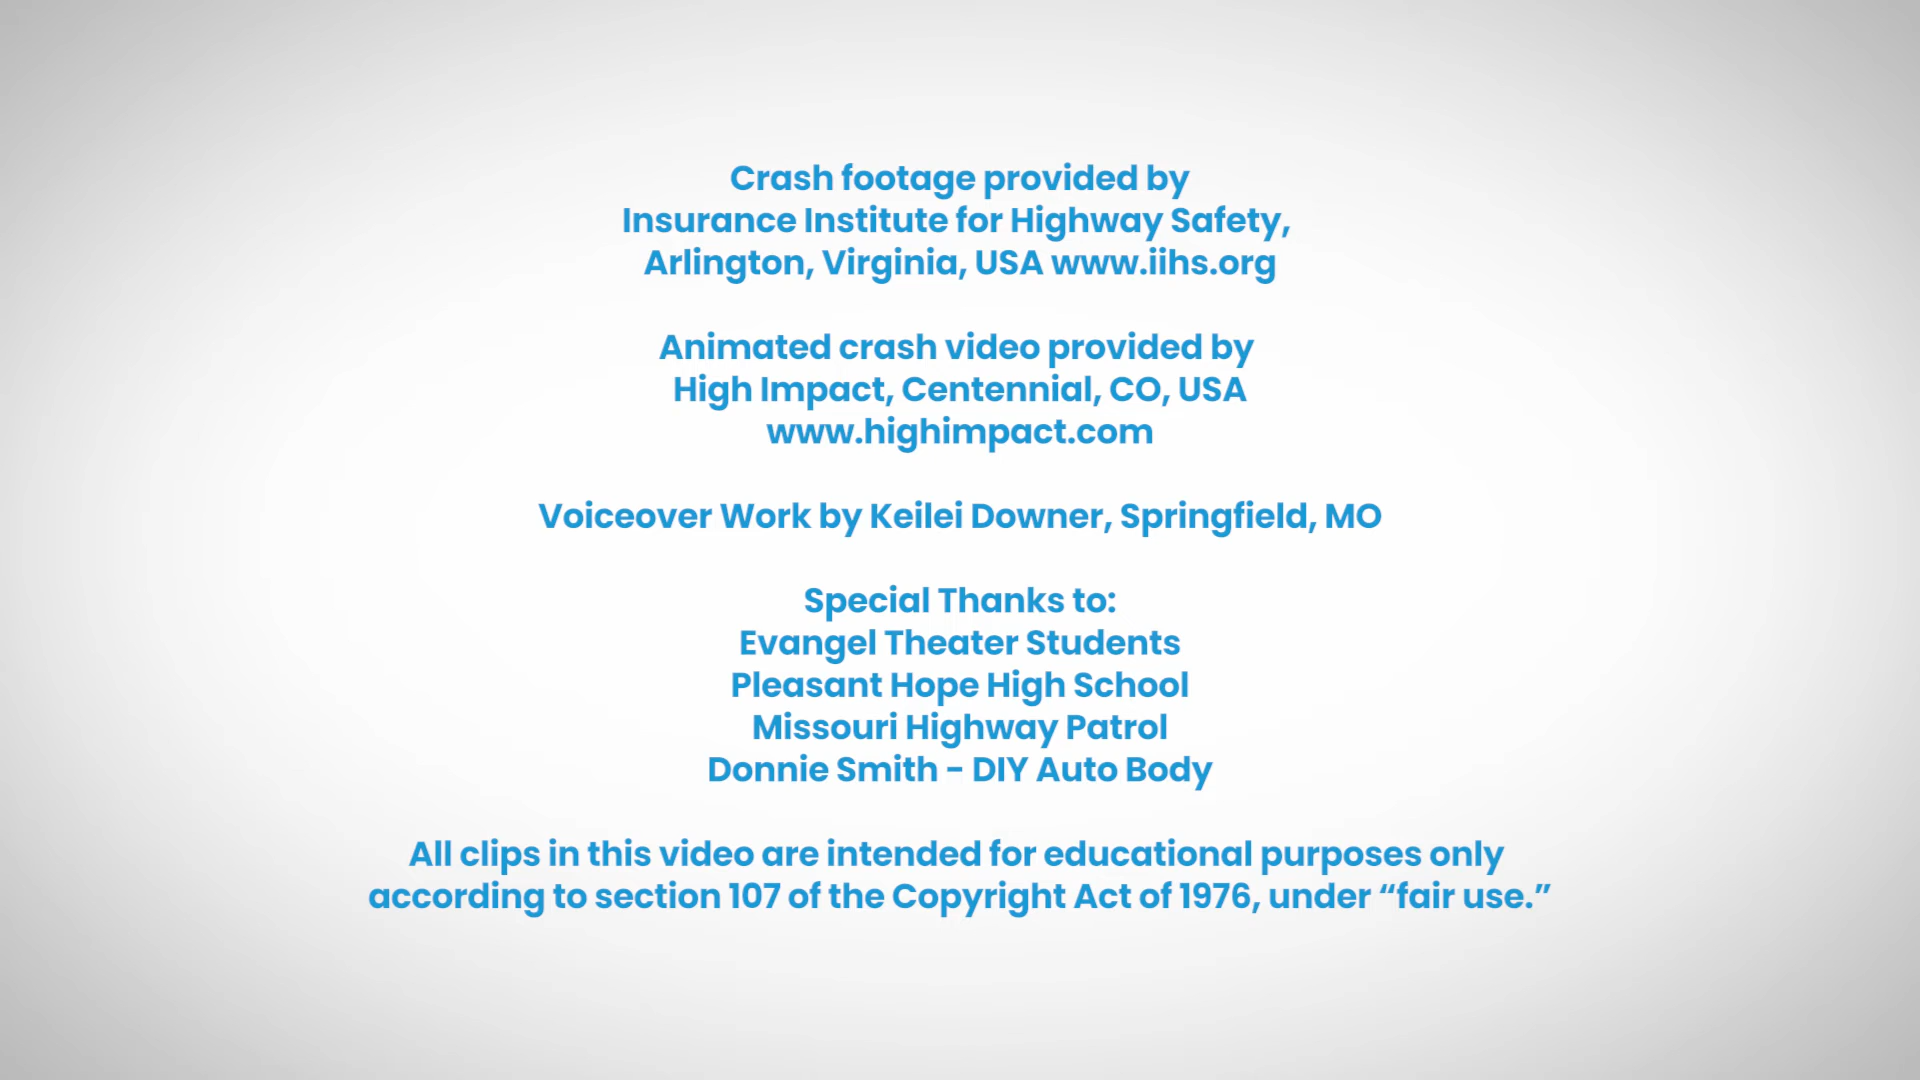 Crash footage provided by
Insurance Institute for Highway Safety,
Arlington, Virginia, USA www.iihs.org
Animated crash video provided by
High Impact, Centennial, CO, USA
www.highimpact.com
Voiceover Work by Keilei Downer, Springfield, MO
Special Thanks to:
Evangel Theater Students
Pleasant Hope High School
Missouri Highway Patrol
Donnie Smith - DIY Auto Body
All clips in this video are intended for educational purposes only
according to section 107 of the Copyright Act of 1976, under “fair use.”